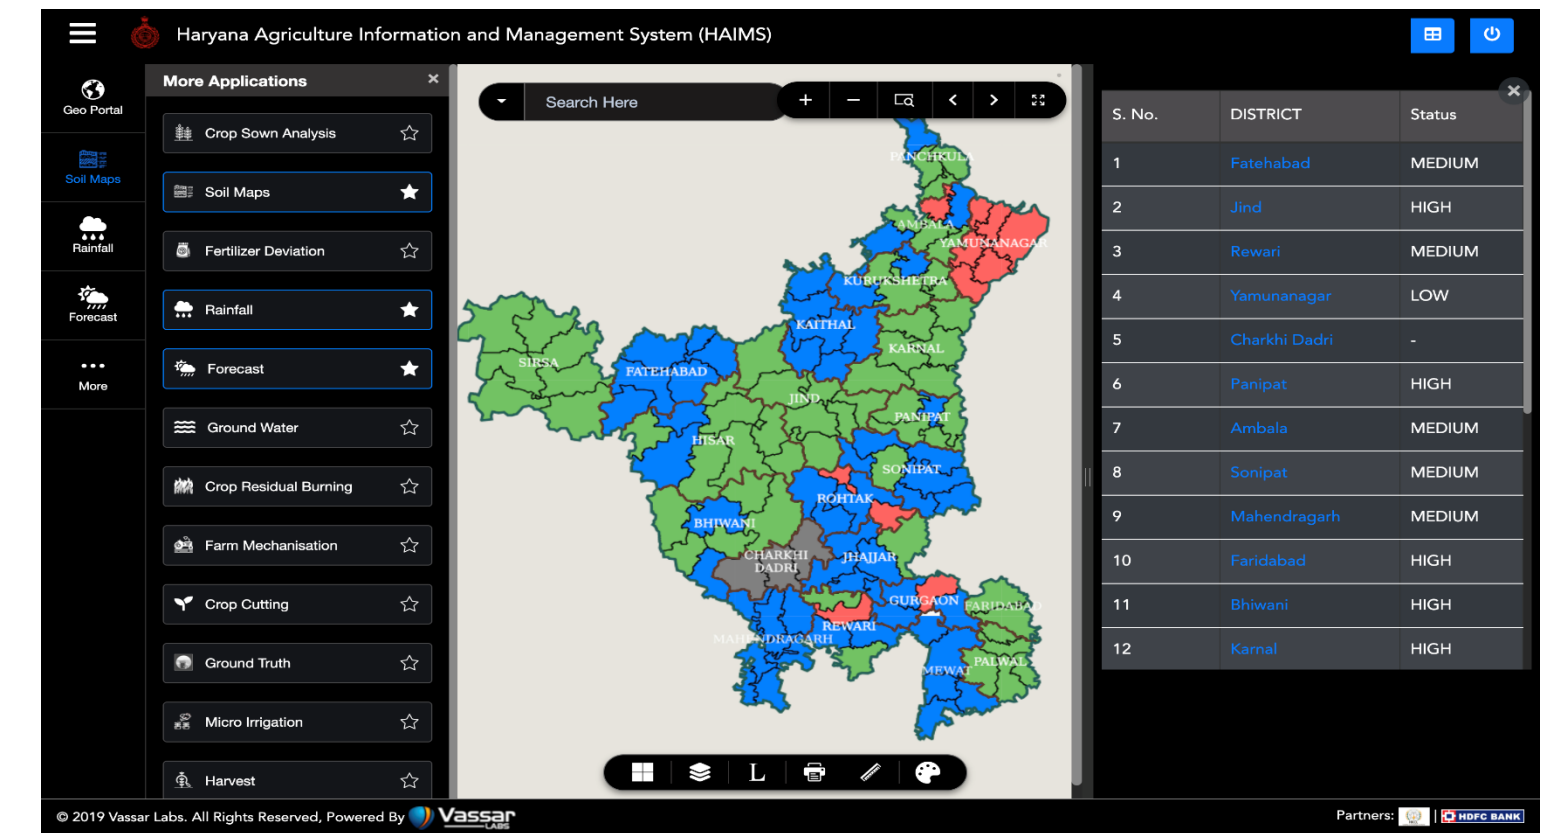 Haryana Agriculture Information and Management System (HAIMS)
Geo Portal
Soil Maps
Rainfall
Forecast
More
More Applications
Crop Sown Analysis
Soil Maps
Fertilizer Deviation
Rainfall
Forecast
Ground Water
Crop Residual Burning
Farm Mechanisation
Crop Cutting
Ground Truth
Micro Irrigation
Harvest
Search Here
PANCHKULA
AMBALA
YAMUNANAGAR
KURUKSHETRA
KAITHAL
KARNAL
SIRSA
FATEHABAD
JIND
PANIPAT
HISAR
SONIPAT
ROHTAK
BHIWANI
CHARKHI
DADRI
JHAJJAR
GURGAON
FARIDABAD
REWARI
MAHENDRAGARH
MEWAT
PALWAL
L
S. No. DISTRICT Status
1 Fatehabad MEDIUM
2 Jind HIGH
3 Rewari MEDIUM
4 Yamunanagar LOW
5 Charkhi Dadri -
6 Panipat HIGH
7 Ambala MEDIUM
8 Sonipat MEDIUM
9 Mahendragarh MEDIUM
10 Faridabad HIGH
11 Bhiwani HIGH
12 Karnal HIGH
© 2019 Vassar Labs. All Rights Reserved, Powered By Vassar
LABS
Partners: | HDFC BANK